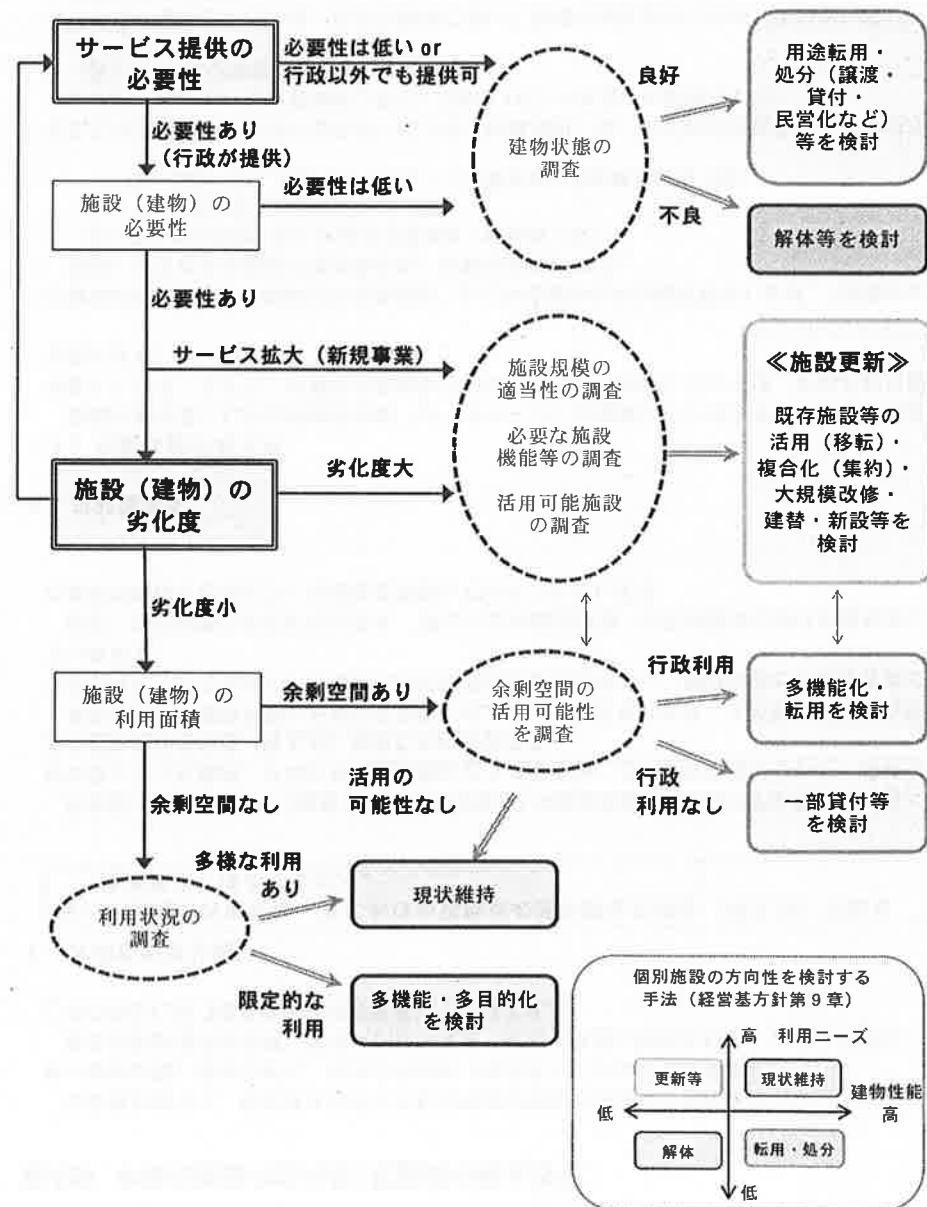 サービス提供の
必要性
必要性は低い or
行政以外でも提供可
建物状態の
調査
良好
用途転用・
処分（譲渡・
貸付・
民営化など）
等を検討
必要性あり
（行政が提供）
施設（建物）の
必要性
必要性は低い
不良
解体等を検討
必要性あり
サービス拡大（新規事業）
施設規模の
適当性の調査
必要な施設
機能等の調査
活用可能施設
の調査
≪施設更新≫
既存施設等の
活用（移転）・
複合化（集約）・
大規模改修・
建替・新設等を
検討
施設（建物）の
劣化度
劣化度大
劣化度小
施設（建物）の
利用面積
余剰空間あり
余剰空間の
活用可能性
を調査
行政利用
多機能化・
転用を検討
行政
利用なし
一部貸付等
を検討
余剰空間なし
活用の
可能性なし
利用状況の
調査
多様な利用
あり
現状維持
限定的な
利用
多機能・多目的化
を検討
個別施設の方向性を検討する
手法（経営基方針第９章）
高 利用ニーズ
更新等
現状維持
低
建物性能
高
解体
転用・処分
低